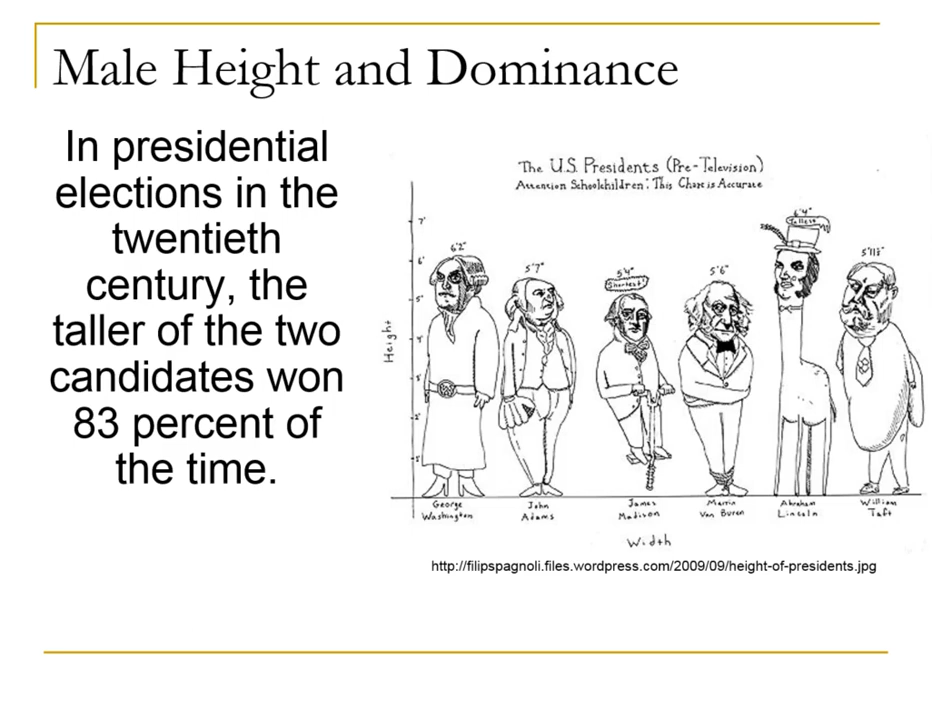 Male Height and Dominance
In presidential
elections in the
twentieth
century, the
taller of the two
candidates won
83 percent of
the time.
The U.S. Presidents (Pre-Television)
Attention Schoolchildren: This Chart is Accurate
Height
7'
6'
5'
4'
3'
2'
1'
6'2"
5'7"
5'4"
Shortest!
5'6"
6'4"
Tallest!
5'11½"
George
Washington
John
Adams
James
Madison
Martin
Van Buren
Abraham
Lincoln
William
Taft
Width
http://filipspagnoli.files.wordpress.com/2009/09/height-of-presidents.jpg